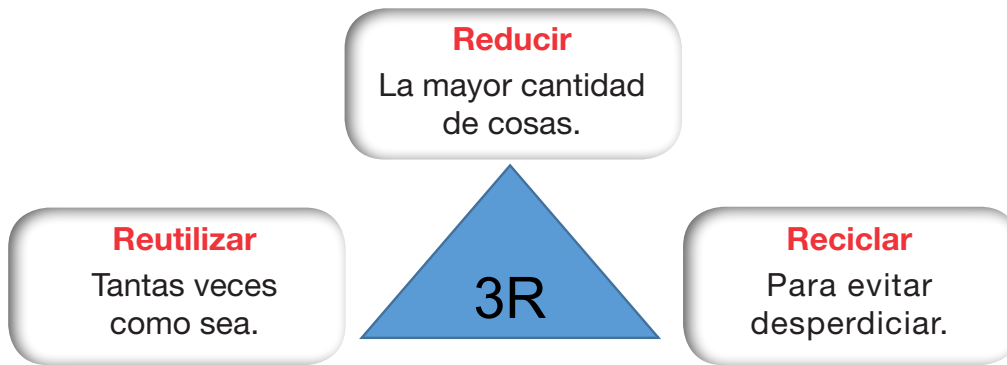 Reducir
La mayor cantidad
de cosas.
Reutilizar
Tantas veces
como sea.
3R
Reciclar
Para evitar
desperdiciar.